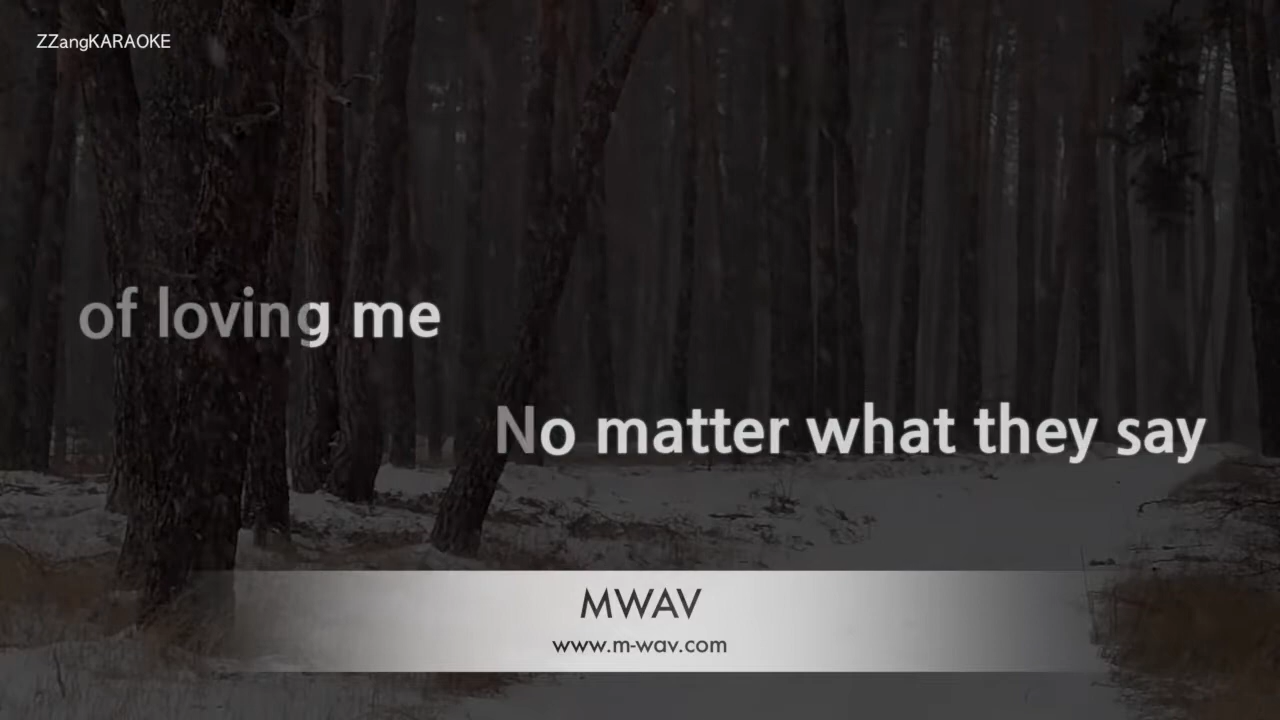 ZZangKARAOKE
of loving me
No matter what they say
MWAV
www.m-wav.com